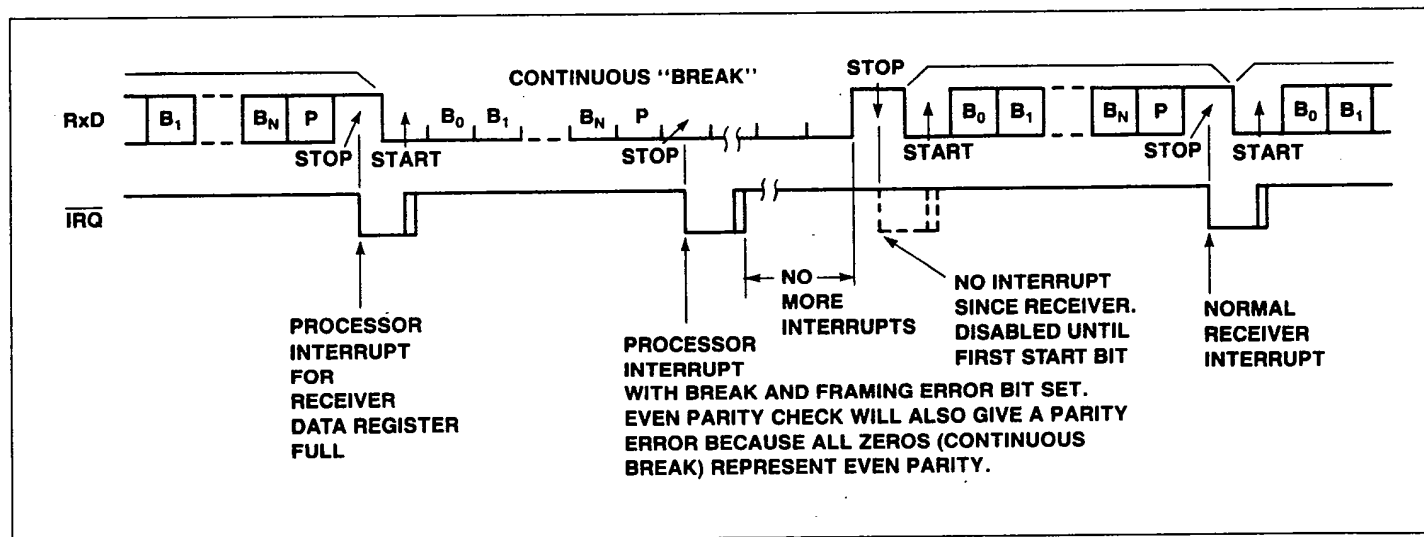 CONTINUOUS "BREAK"
STOP
RxD
B1
BN
P
B0
B1
BN
P
B0
B1
BN
P
B0
B1
STOP
START
STOP
START
STOP
START
IRQ
NO
MORE
INTERRUPTS
NO INTERRUPT
SINCE RECEIVER.
DISABLED UNTIL
FIRST START BIT
NORMAL
RECEIVER
INTERRUPT
PROCESSOR
INTERRUPT
FOR
RECEIVER
DATA REGISTER
FULL
PROCESSOR
INTERRUPT
WITH BREAK AND FRAMING ERROR BIT SET.
EVEN PARITY CHECK WILL ALSO GIVE A PARITY
ERROR BECAUSE ALL ZEROS (CONTINUOUS
BREAK) REPRESENT EVEN PARITY.